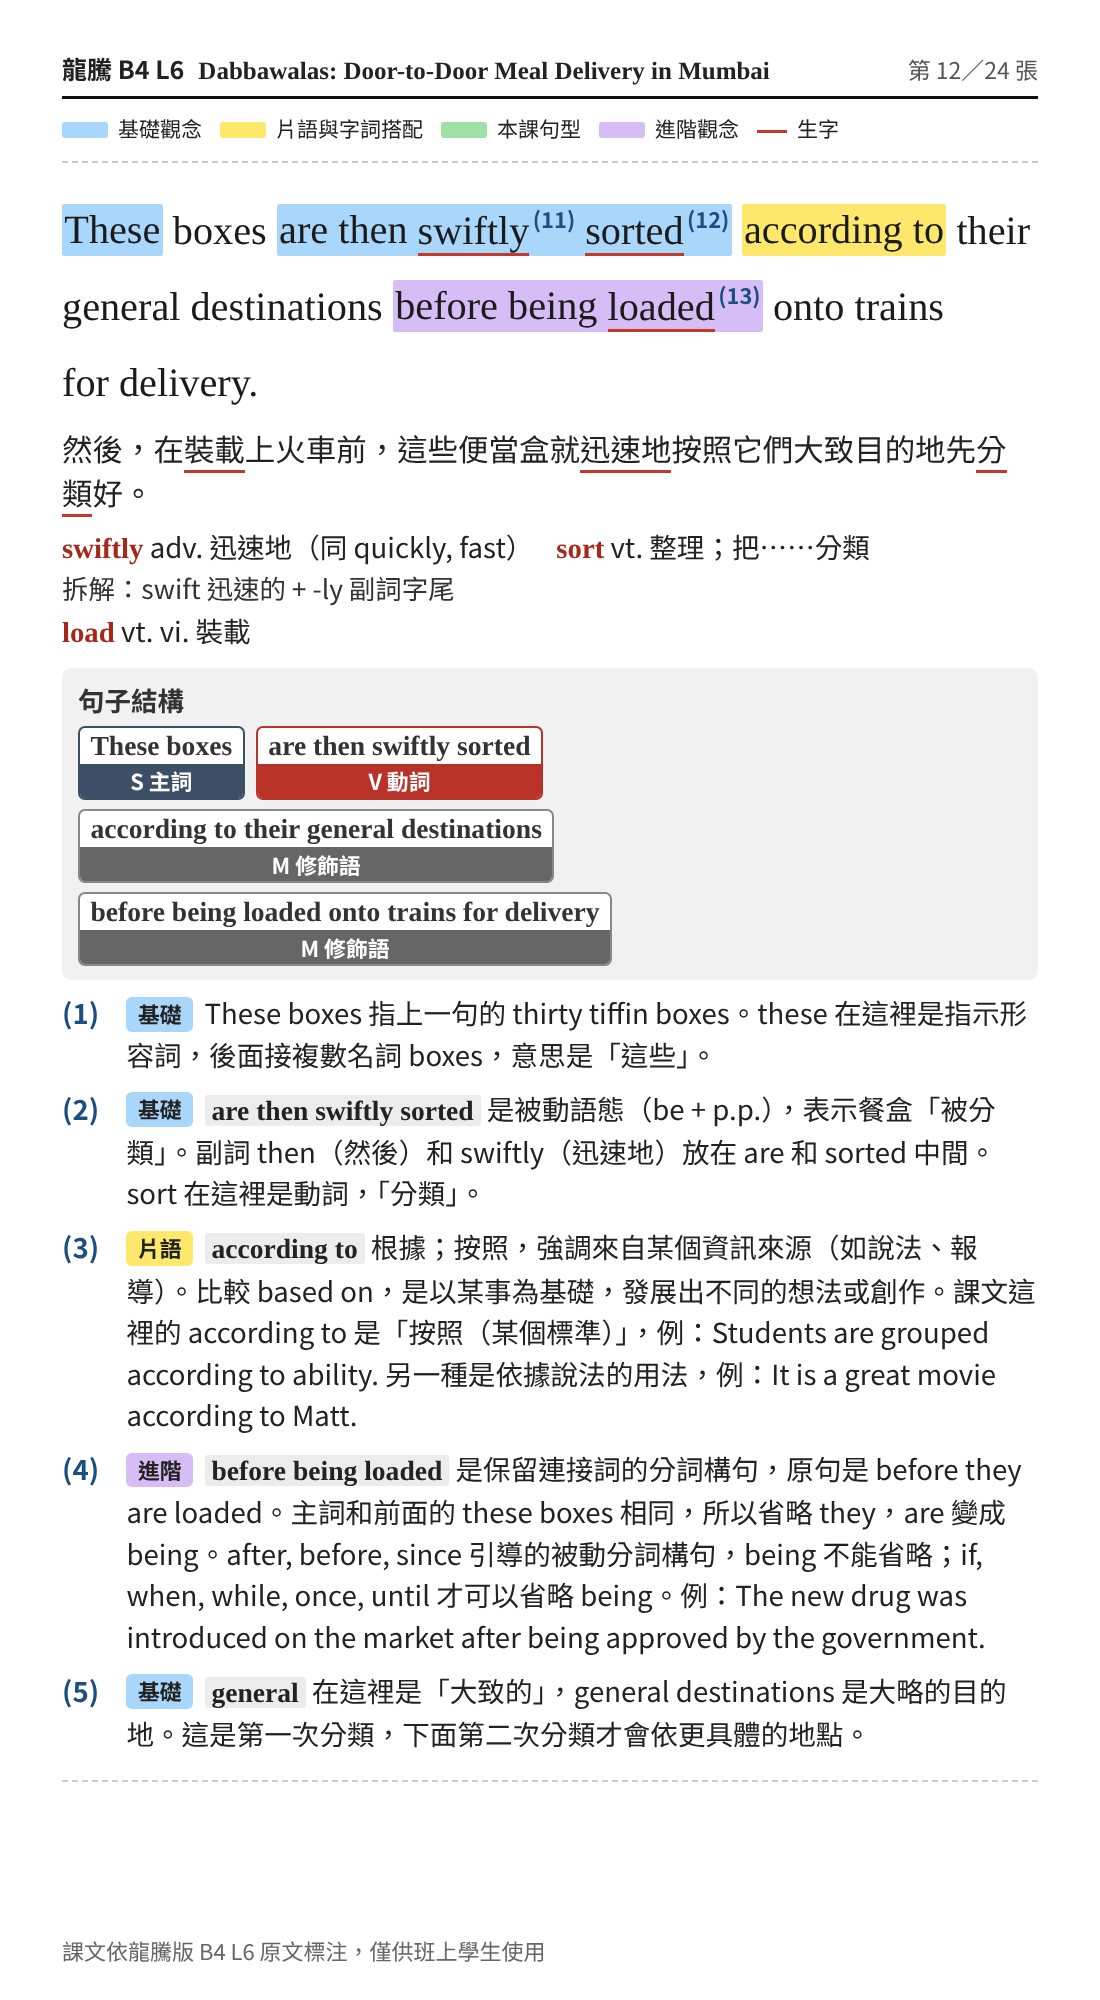 龍騰 B4 L6 Dabbawalas: Door-to-Door Meal Delivery in Mumbai 第 12／24 張
基礎觀念 片語與字詞搭配 本課句型 進階觀念 生字
These boxes are then swiftly(11) sorted(12) according to their
general destinations before being loaded(13) onto trains
for delivery.
然後，在裝載上火車前，這些便當盒就迅速地按照它們大致目的地先分
類好。
swiftly adv. 迅速地（同 quickly, fast） sort vt. 整理；把⋯⋯分類
拆解：swift 迅速的 + -ly 副詞字尾
load vt. vi. 裝載
句子結構
These boxes are then swiftly sorted
S 主詞 V 動詞
according to their general destinations
M 修飾語
before being loaded onto trains for delivery
M 修飾語
(1) 基礎 These boxes 指上一句的 thirty tiffin boxes。these 在這裡是指示形
容詞，後面接複數名詞 boxes，意思是「這些」。
(2) 基礎 are then swiftly sorted 是被動語態（be + p.p.），表示餐盒「被分
類」。副詞 then（然後）和 swiftly（迅速地）放在 are 和 sorted 中間。
sort 在這裡是動詞，「分類」。
(3) 片語 according to 根據；按照，強調來自某個資訊來源（如說法、報
導）。比較 based on，是以某事為基礎，發展出不同的想法或創作。課文這
裡的 according to 是「按照（某個標準）」，例：Students are grouped
according to ability. 另一種是依據說法的用法，例：It is a great movie
according to Matt.
(4) 進階 before being loaded 是保留連接詞的分詞構句，原句是 before they
are loaded。主詞和前面的 these boxes 相同，所以省略 they，are 變成
being。after, before, since 引導的被動分詞構句，being 不能省略；if,
when, while, once, until 才可以省略 being。例：The new drug was
introduced on the market after being approved by the government.
(5) 基礎 general 在這裡是「大致的」，general destinations 是大略的目的
地。這是第一次分類，下面第二次分類才會依更具體的地點。
課文依龍騰版 B4 L6 原文標注，僅供班上學生使用